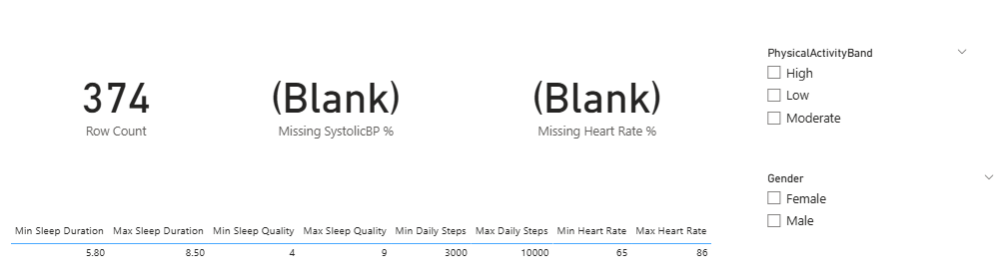 374
Row Count
(Blank)
Missing SystolicBP %
(Blank)
Missing Heart Rate %
PhysicalActivityBand
High
Low
Moderate
Gender
Female
Male
Min Sleep Duration Max Sleep Duration Min Sleep Quality Max Sleep Quality Min Daily Steps Max Daily Steps Min Heart Rate Max Heart Rate
5.80 8.50 4 9 3000 10000 65 86